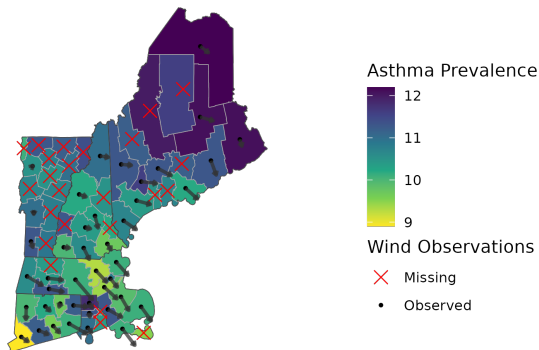 Asthma Prevalence
12
11
10
9
Wind Observations
Missing
Observed